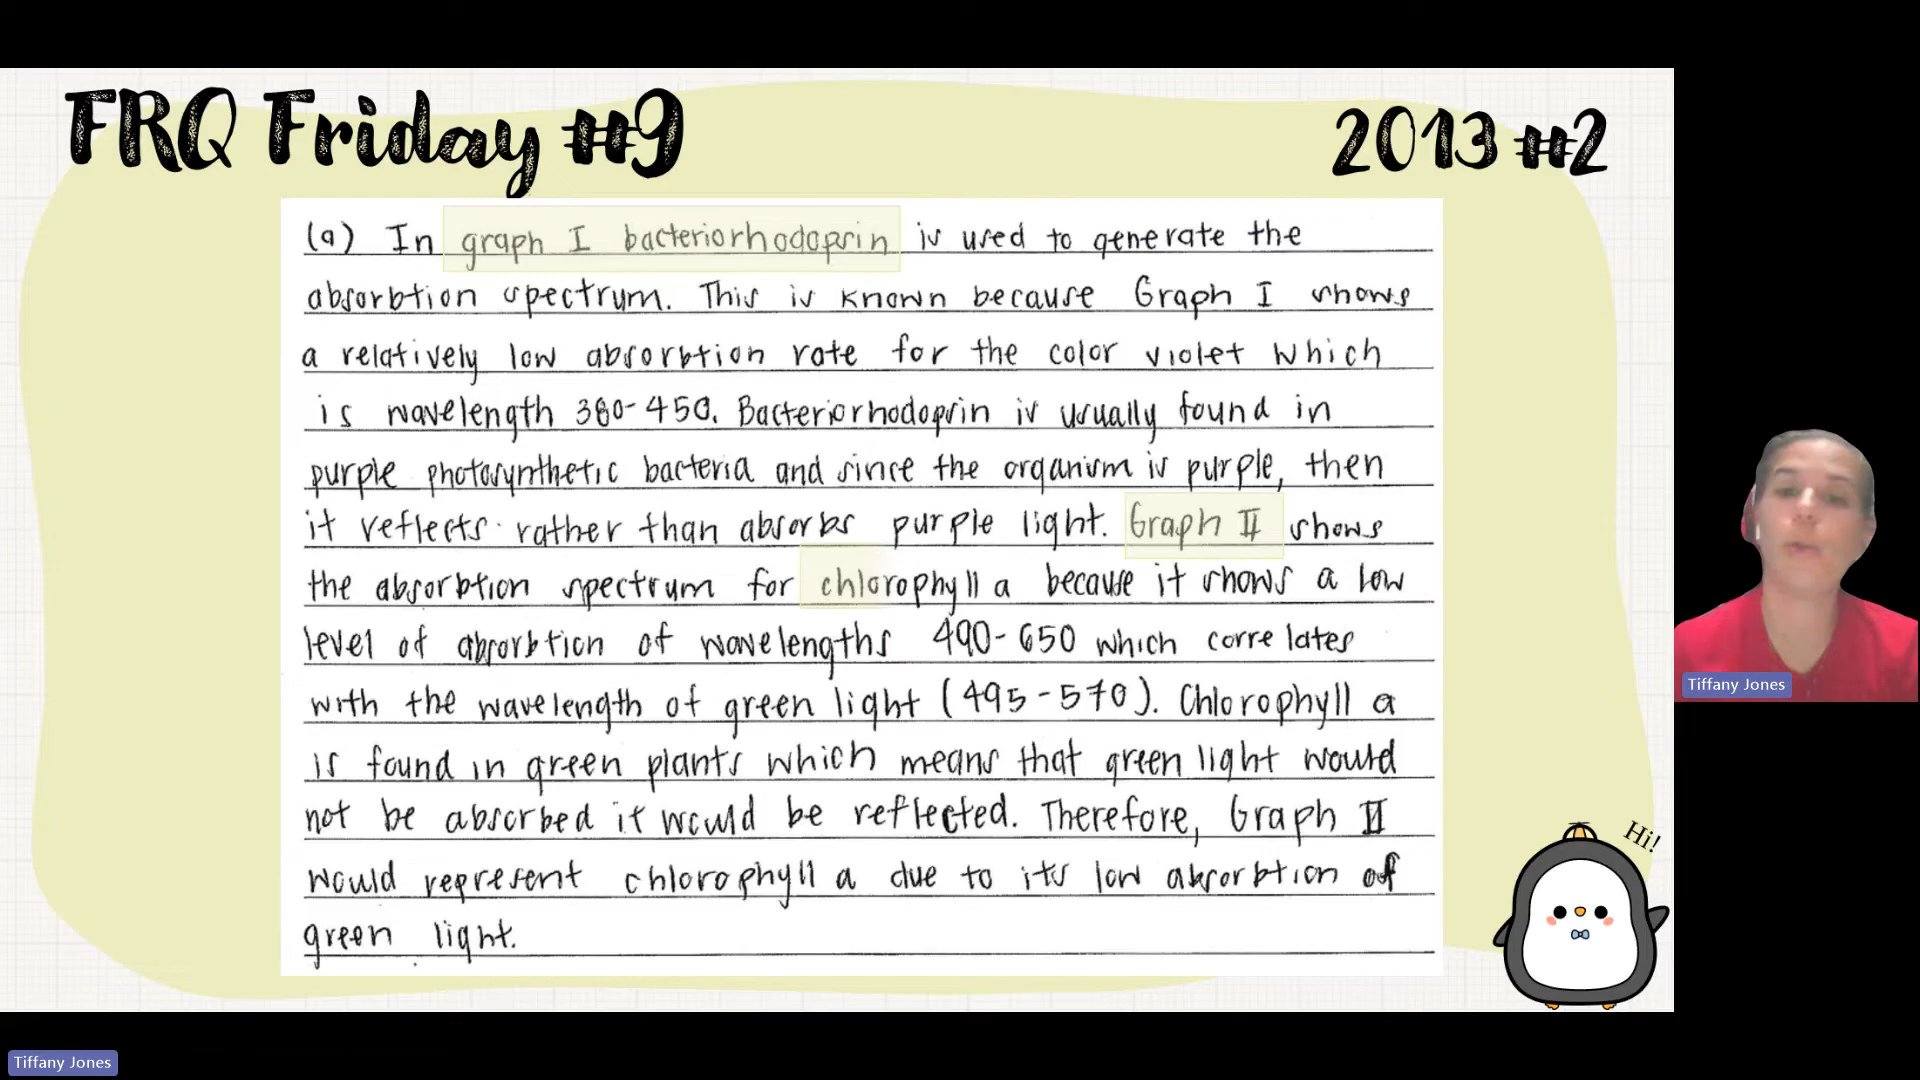 FRQ Friday #9
2013 #2
(a) In graph I bacteriorhodopsin is used to generate the
absorbtion spectrum. This is known because Graph I shows
a relatively low absorbtion rate for the color violet which
is wavelength 380-450. Bacteriorhodopsin is usually found in
purple photosynthetic bacteria and since the organism is purple, then
it reflects rather than absorbs purple light. Graph II shows
the absorbtion spectrum for chlorophyll a because it shows a low
level of absorbtion of wavelengths 490-650 which correlates
with the wavelength of green light (495-570). Chlorophyll a
is found in green plants which means that green light would
not be absorbed it would be reflected. Therefore, Graph II
would represent chlorophyll a due to its low absorbtion of
green light.
Hi!
Tiffany Jones
Tiffany Jones